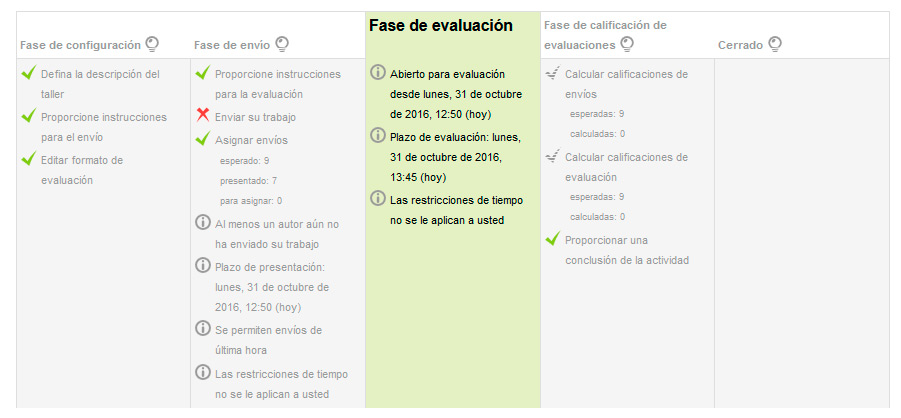 Fase de configuración
Defina la descripción del
taller
Proporcione instrucciones
para el envío
Editar formato de
evaluación
Fase de envío
Proporcione instrucciones
para la evaluación
Enviar su trabajo
Asignar envíos
esperado: 9
presentado: 7
para asignar: 0
Al menos un autor aún no
ha enviado su trabajo
Plazo de presentación:
lunes, 31 de octubre de
2016, 12:50 (hoy)
Se permiten envíos de
última hora
Las restricciones de tiempo
no se le aplican a usted
Fase de evaluación
Abierto para evaluación
desde lunes, 31 de octubre
de 2016, 12:50 (hoy)
Plazo de evaluación: lunes,
31 de octubre de 2016,
13:45 (hoy)
Las restricciones de tiempo
no se le aplican a usted
Fase de calificación de
evaluaciones
Calcular calificaciones de
envíos
esperadas: 9
calculadas: 0
Calcular calificaciones de
evaluación
esperadas: 9
calculadas: 0
Proporcionar una
conclusión de la actividad
Cerrado